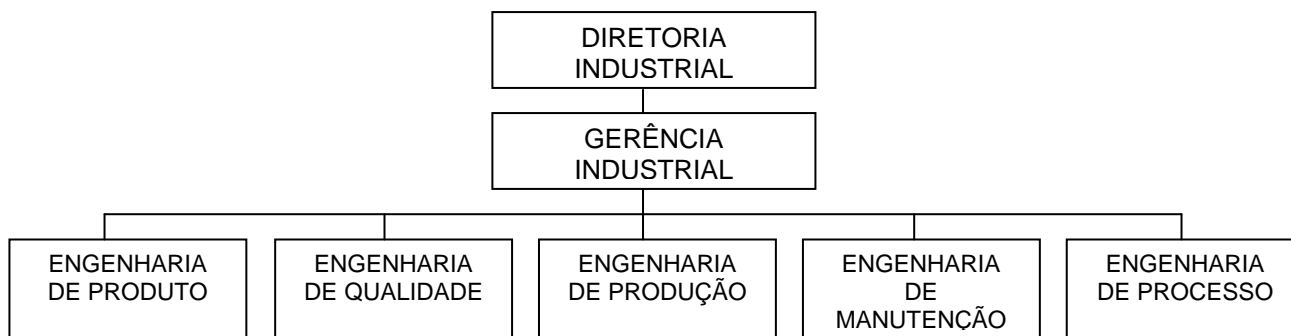 DIRETORIA
INDUSTRIAL
GERÊNCIA
INDUSTRIAL
ENGENHARIA
DE PRODUTO
ENGENHARIA
DE QUALIDADE
ENGENHARIA
DE PRODUÇÃO
ENGENHARIA
DE
MANUTENÇÃO
ENGENHARIA
DE PROCESSO